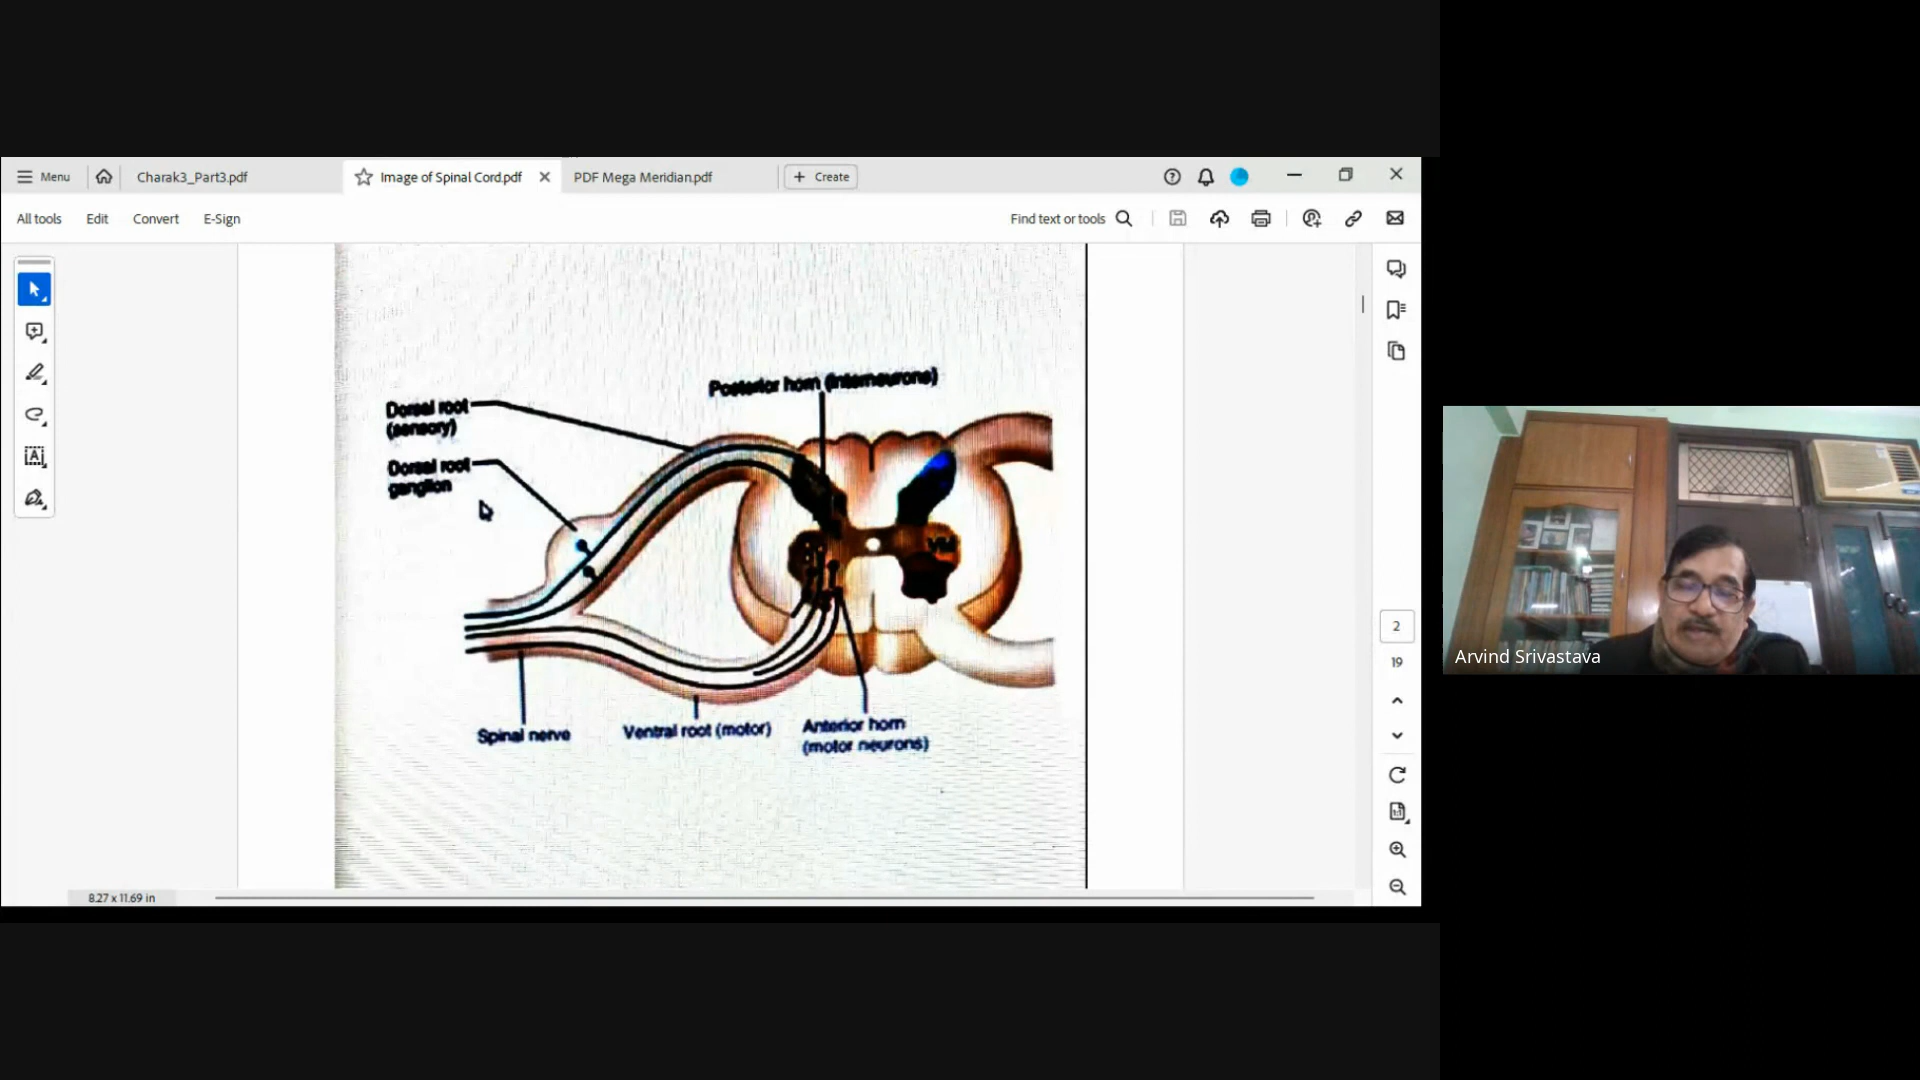 Menu
Charak3_Part3.pdf
Image of Spinal Cord.pdf
PDF Mega Meridian.pdf
Create
All tools
Edit
Convert
E-Sign
Find text or tools
Posterior horn (interneurons)
Dorsal root
(sensory)
Dorsal root
ganglion
VM
Spinal nerve
Ventral root (motor)
Anterior horn
(motor neurons)
2
19
8.27 x 11.69 in
Arvind Srivastava